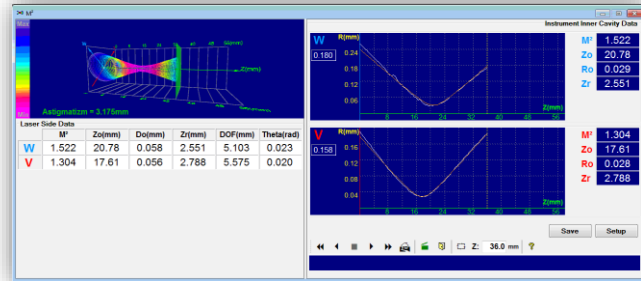 M²
Instrument Inner Cavity Data
Max
Min
W
V
Z(mm)
Astigmatizm = 3.175mm
Laser Side Data
M² Zo(mm) Do(mm) Zr(mm) DOF(mm) Theta(rad)
W 1.522 20.78 0.058 2.551 5.103 0.023
V 1.304 17.61 0.056 2.788 5.575 0.020
W R(mm)
0.180
0.24
0.18
0.12
0.06
Z(mm)
0 8 16 24 32 40 48 56
M² 1.522
Zo 20.78
Ro 0.029
Zr 2.551
V R(mm)
0.158
0.16
0.12
0.08
0.04
Z(mm)
0 8 16 24 32 40 48 56
M² 1.304
Zo 17.61
Ro 0.028
Zr 2.788
Save Setup
Z: 36.0 mm ?